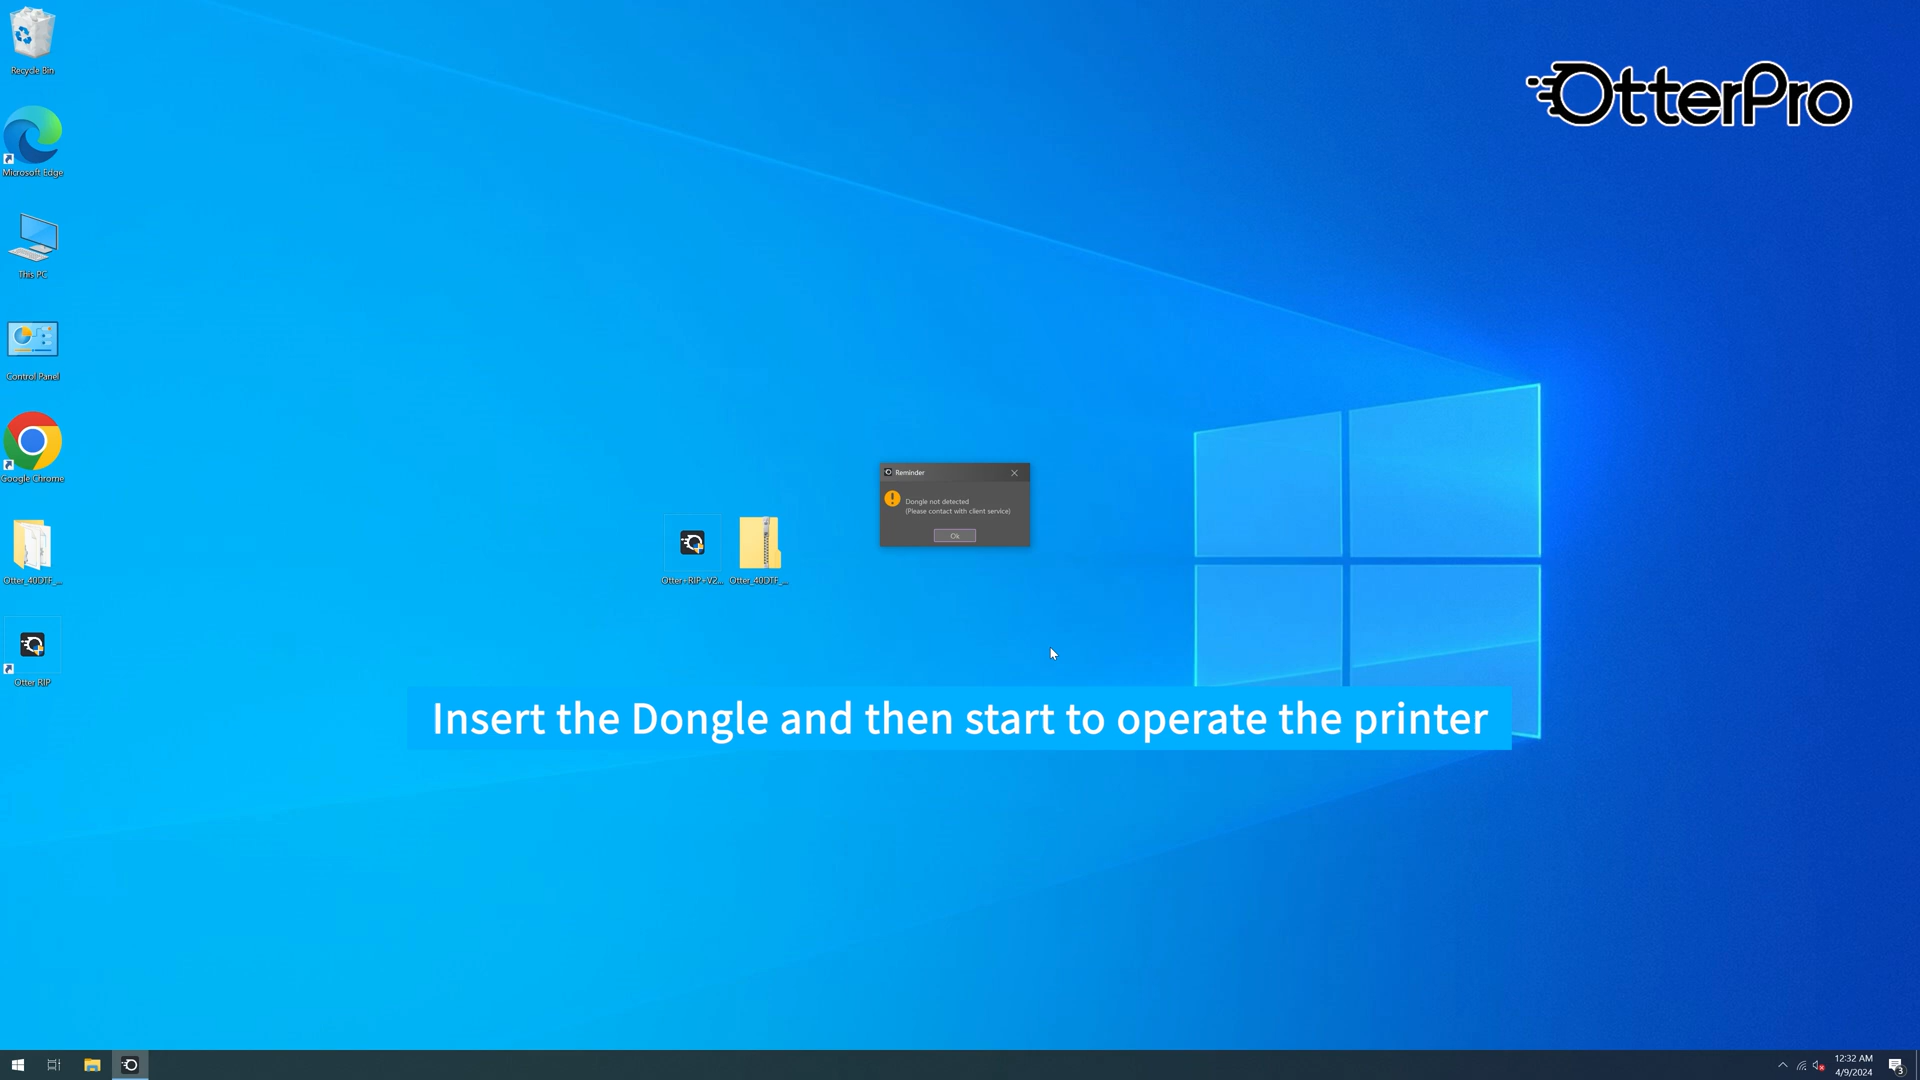 Recycle Bin
OtterPro
Microsoft Edge
This PC
Control Panel
Google Chrome
Reminder
Dongle not detected
(Please contact with client service)
Ok
Otter_40DTF_...
Otter+RIP+V2...
Otter_40DTF_...
Otter RIP
Insert the Dongle and then start to operate the printer
12:32 AM
4/9/2024
3